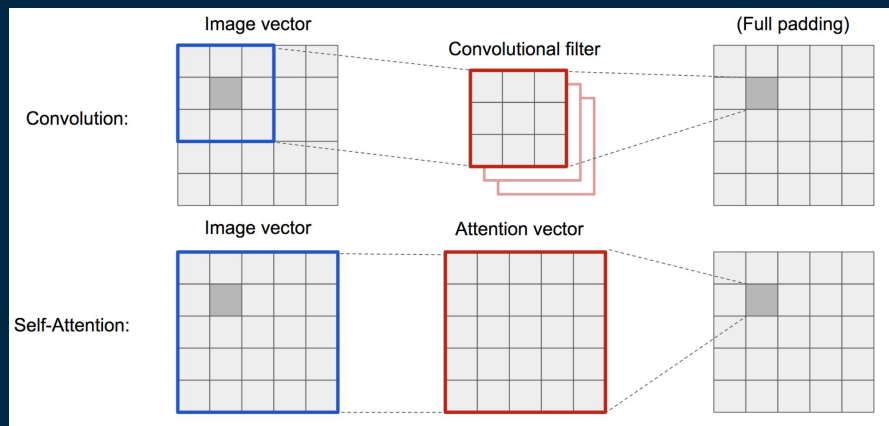 Image vector
(Full padding)
Convolutional filter
Convolution:
Image vector
Attention vector
Self-Attention: